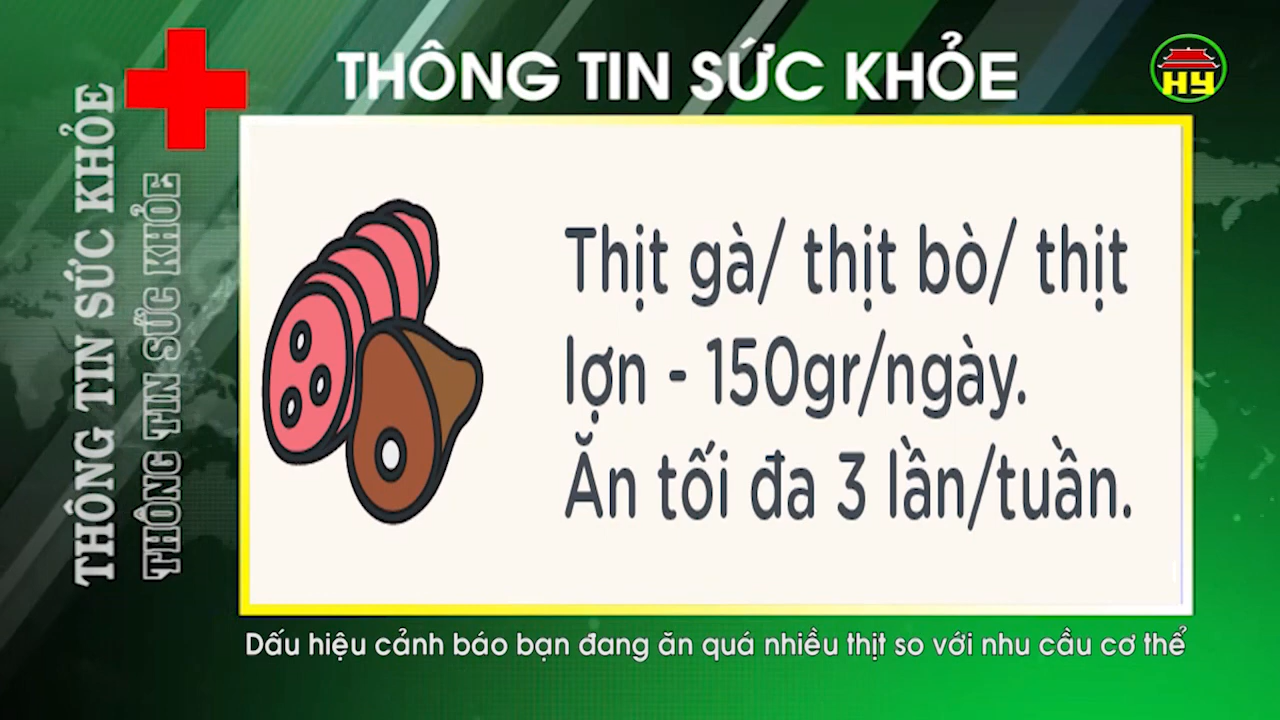 THÔNG TIN SỨC KHỎE
HY
THÔNG TIN SỨC KHỎE
THÔNG TIN SỨC KHỎE
Thịt gà/ thịt bò/ thịt
lợn - 150gr/ngày.
Ăn tối đa 3 lần/tuần.
Dấu hiệu cảnh báo bạn đang ăn quá nhiều thịt so với nhu cầu cơ thể